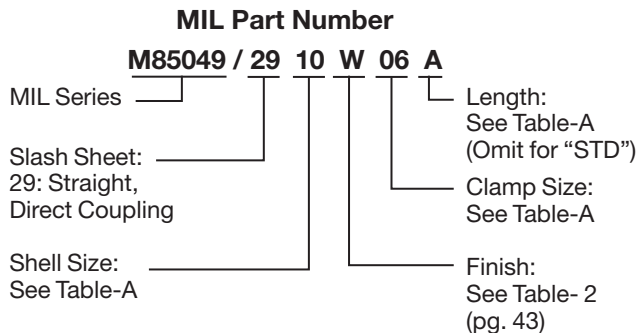 MIL Part Number
M85049 / 29 10 W 06 A
MIL Series
Slash Sheet:
29: Straight,
Direct Coupling
Shell Size:
See Table-A
Length:
See Table-A
(Omit for “STD”)
Clamp Size:
See Table-A
Finish:
See Table- 2
(pg. 43)